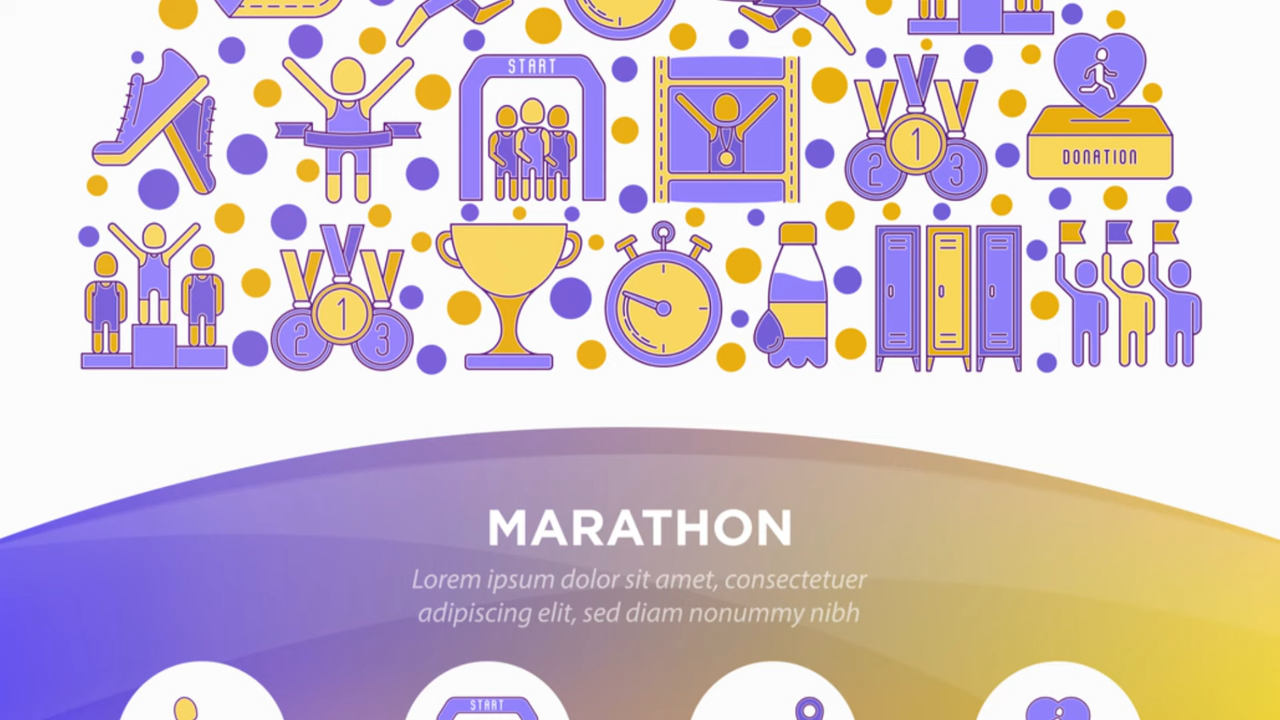 START
1
2 3
DONATION
1
2 3
MARATHON
Lorem ipsum dolor sit amet, consectetuer
adipiscing elit, sed diam nonummy nibh
START